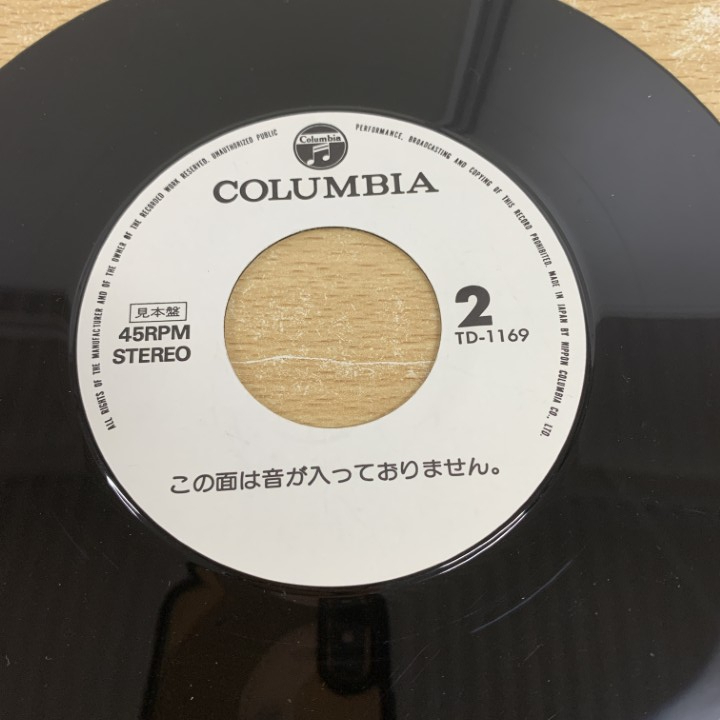 ALL RIGHTS OF THE MANUFACTURER AND OF THE OWNER OF THE RECORDED WORK RESERVED. UNAUTHORIZED PUBLIC PERFORMANCE, BROADCASTING AND COPYING OF THIS RECORD PROHIBITED. MADE IN JAPAN BY NIPPON COLUMBIA CO., LTD.
Columbia
COLUMBIA
見本盤
45RPM
STEREO
2
TD-1169
この面は音が入っておりません。